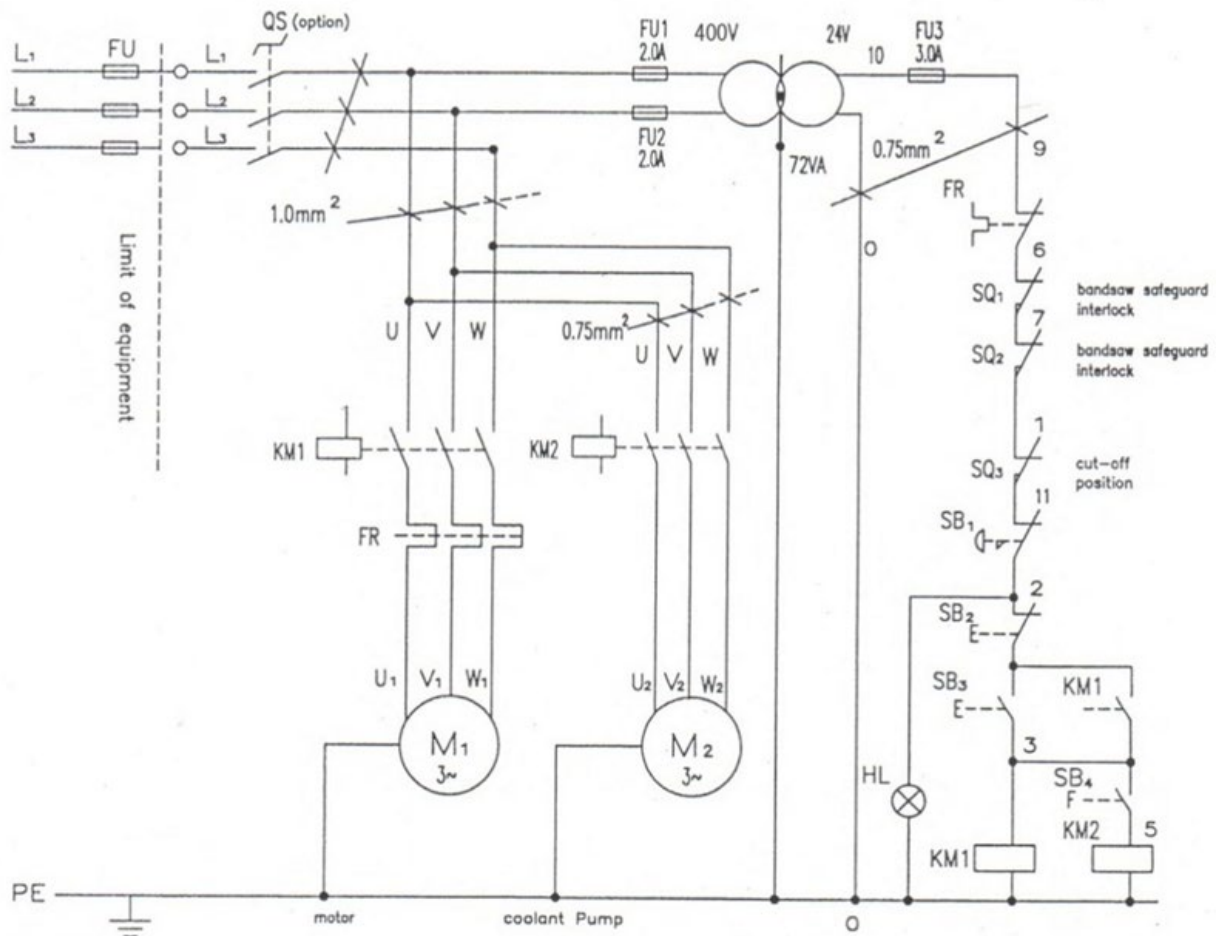 QS (option)
L1 FU L1
L2 L2
L3 L3
FU1
2.0A
400V
24V
10
FU3
3.0A
FU2
2.0A
72VA
0.75mm2
9
1.0mm2
Limit of equipment
FR
0
6
SQ1
bandsaw safeguard
interlock
7
U V W
0.75mm2
U V W
SQ2
bandsaw safeguard
interlock
1
KM1
KM2
SQ3
cut-off
position
11
SB1
FR
2
SB2
E
U1 V1 W1
U2 V2 W2
SB3
E
KM1
M1
3~
M2
3~
3
HL
SB4
F
KM2
5
KM1
PE
motor
coolant Pump
0